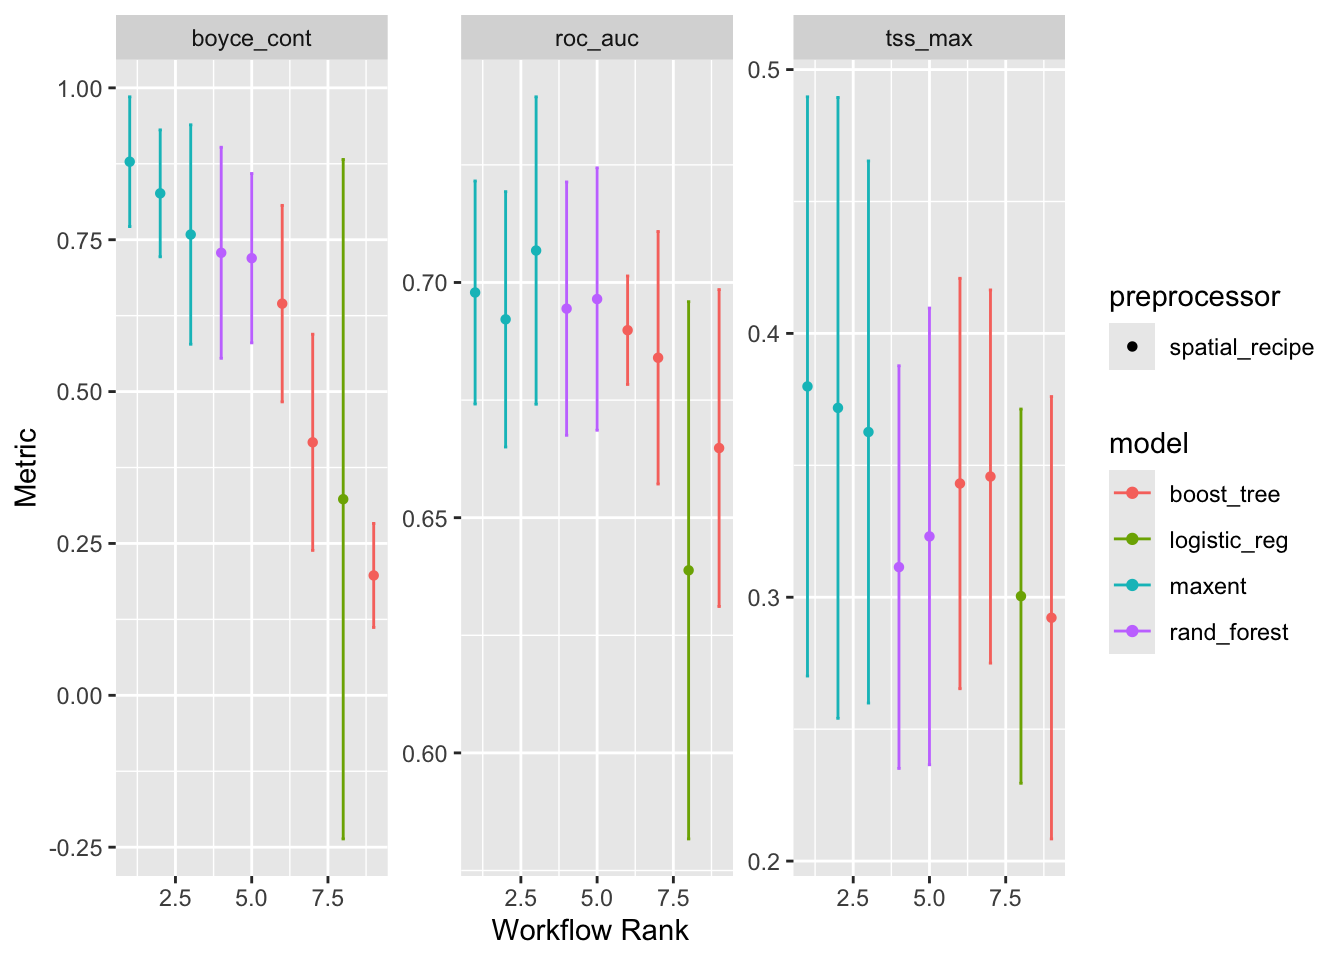 boyce_cont
roc_auc
tss_max
1.00
0.75
0.50
0.25
0.00
-0.25
0.70
0.65
0.60
0.5
0.4
0.3
0.2
2.5 5.0 7.5
2.5 5.0 7.5
2.5 5.0 7.5
Metric
Workflow Rank
preprocessor
spatial_recipe
model
boost_tree
logistic_reg
maxent
rand_forest